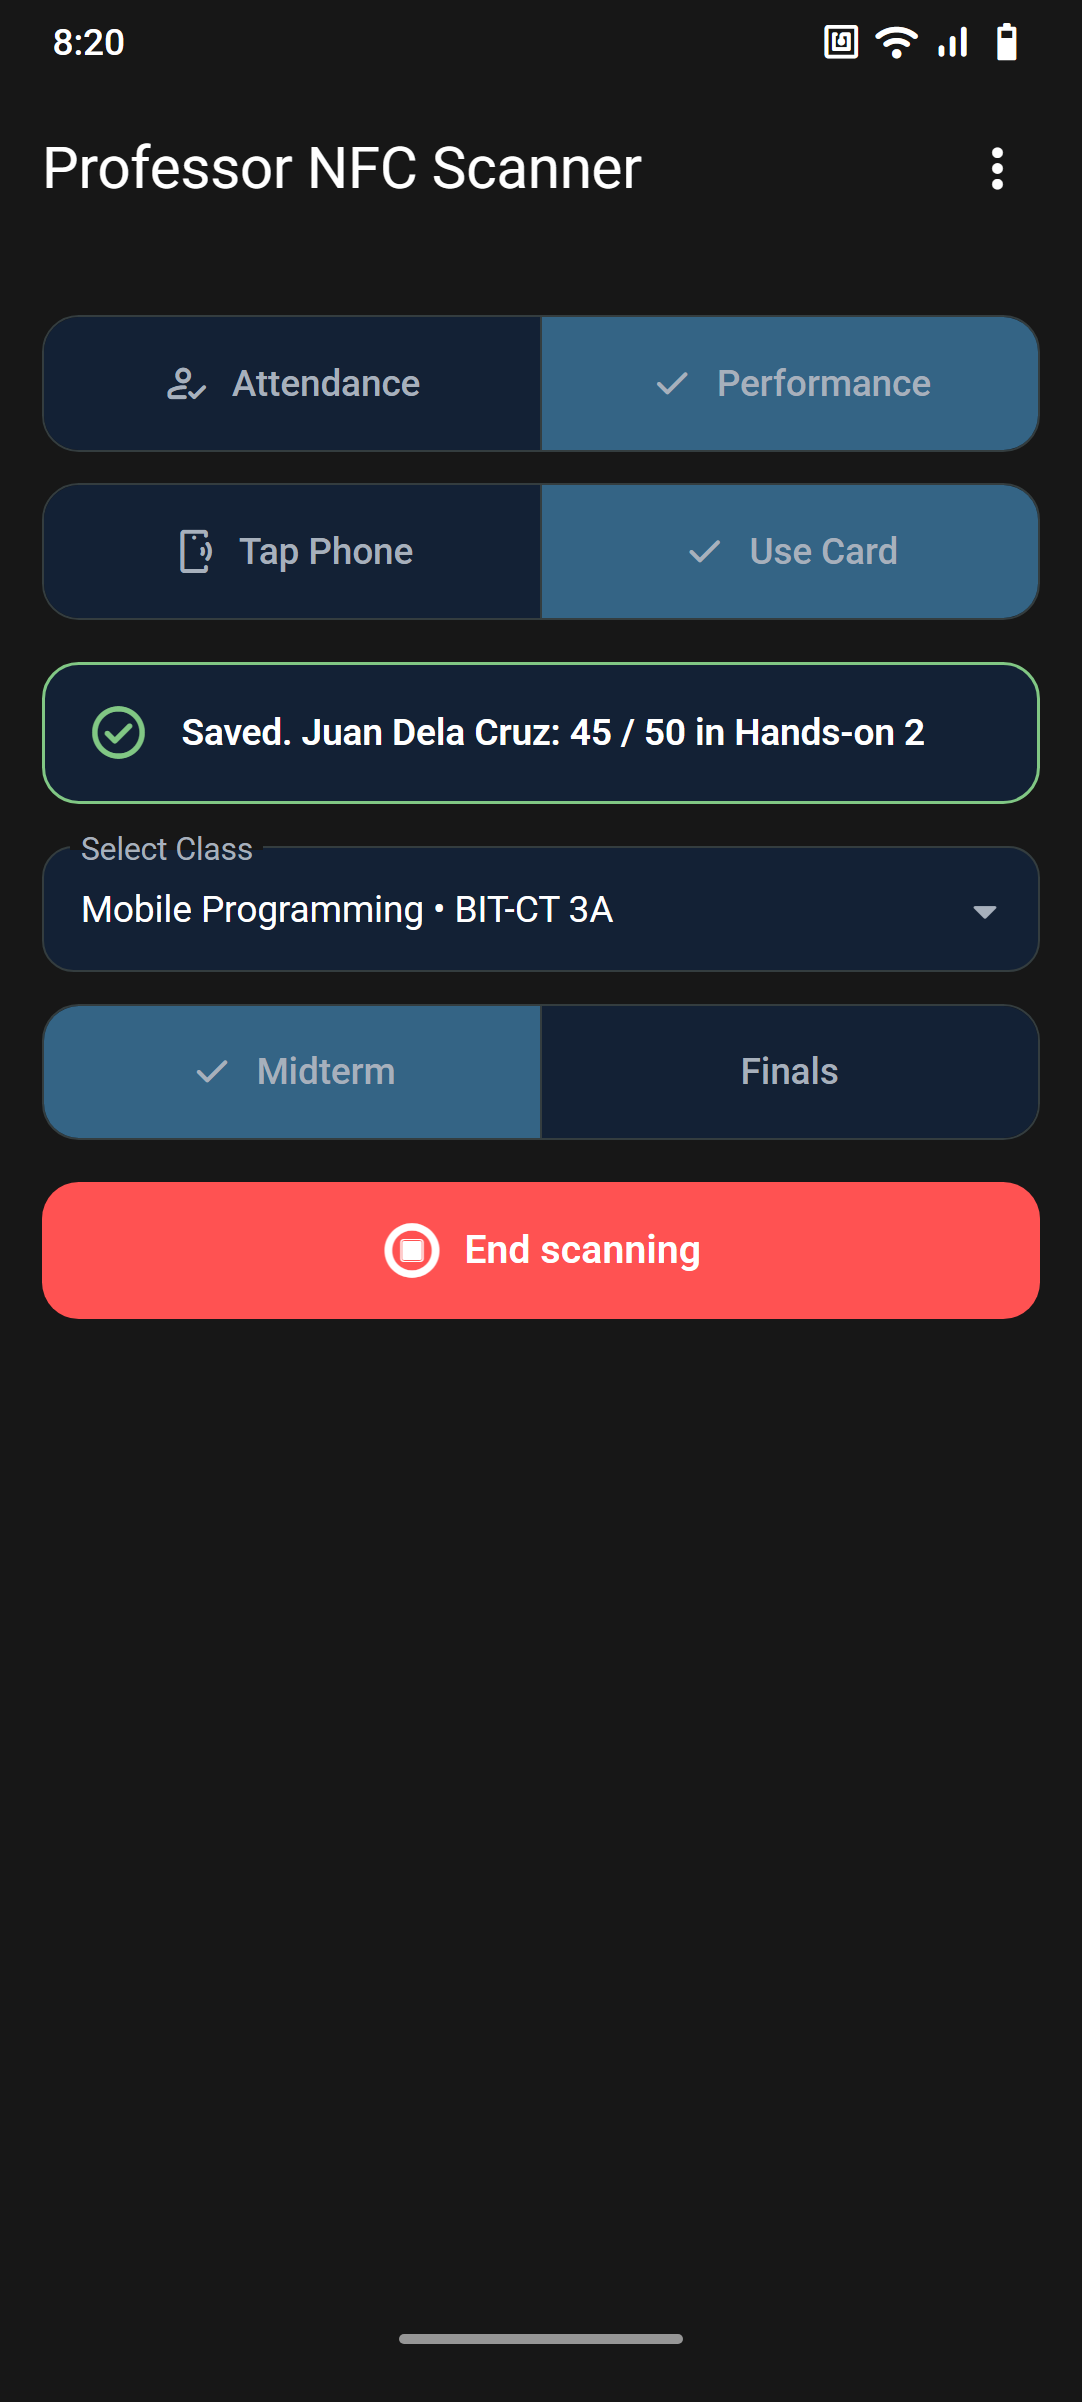 8:20
Professor NFC Scanner
Attendance
Performance
Tap Phone
Use Card
Saved. Juan Dela Cruz: 45 / 50 in Hands-on 2
Select Class
Mobile Programming • BIT-CT 3A
Midterm
Finals
End scanning